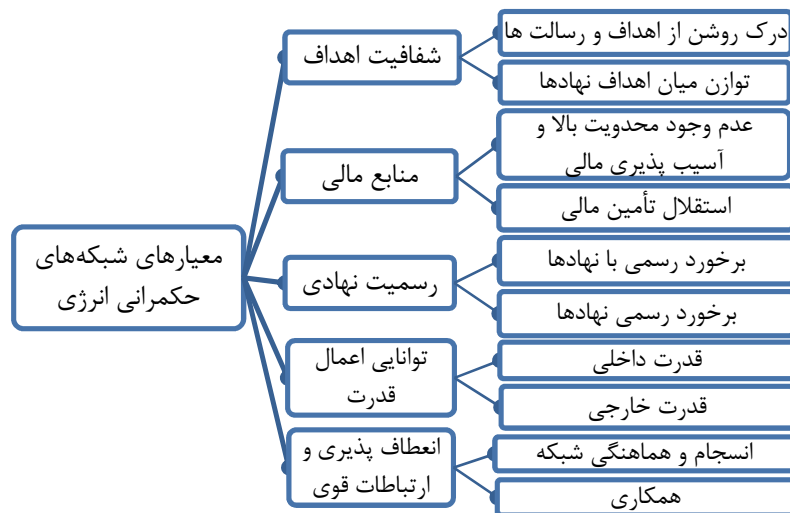 معیارهای شبکه‌های
حکمرانی انرژی
شفافیت اهداف
درک روشن از اهداف و رسالت ها
توازن میان اهداف نهادها
منابع مالی
عدم وجود محدویت بالا و
آسیب پذیری مالی
استقلال تأمین مالی
رسمیت نهادی
برخورد رسمی با نهادها
برخورد رسمی نهادها
توانایی اعمال
قدرت
قدرت داخلی
قدرت خارجی
انعطاف پذیری و
ارتباطات قوی
انسجام و هماهنگی شبکه
همکاری